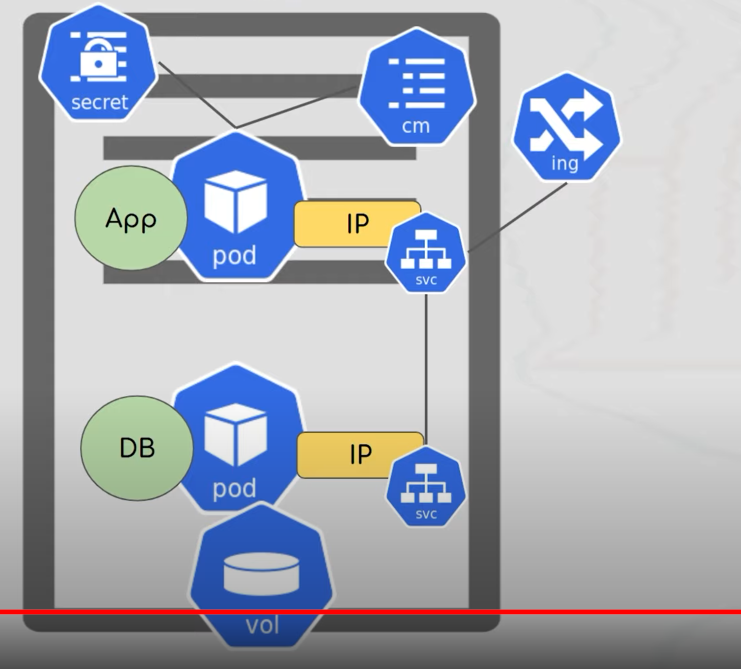 secret
cm
ing
App
pod
IP
svc
DB
pod
IP
svc
vol